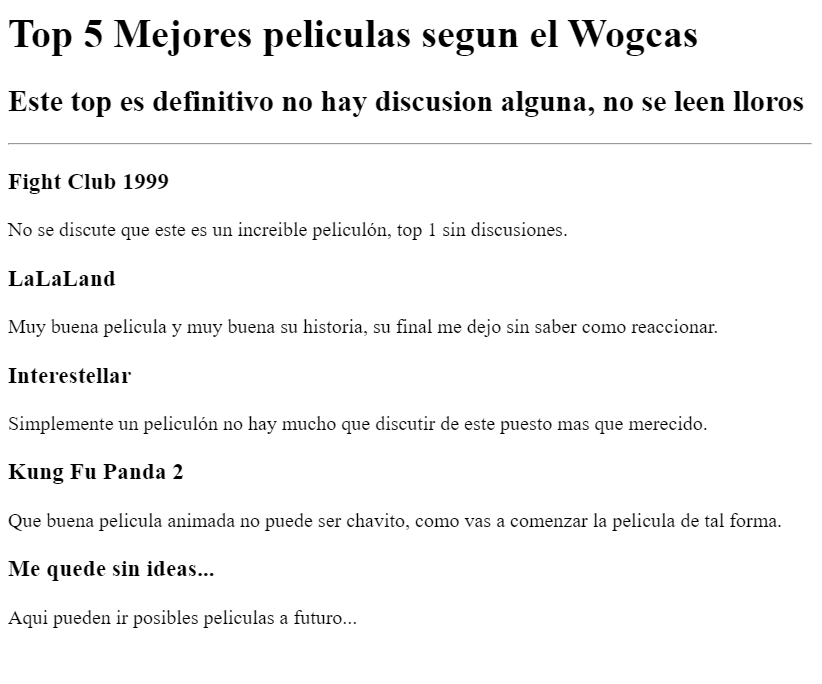 Top 5 Mejores peliculas segun el Wogcas
Este top es definitivo no hay discusion alguna, no se leen lloros
Fight Club 1999
No se discute que este es un increible peliculón, top 1 sin discusiones.
LaLaLand
Muy buena pelicula y muy buena su historia, su final me dejo sin saber como reaccionar.
Interestellar
Simplemente un peliculón no hay mucho que discutir de este puesto mas que merecido.
Kung Fu Panda 2
Que buena pelicula animada no puede ser chavito, como vas a comenzar la pelicula de tal forma.
Me quede sin ideas...
Aqui pueden ir posibles peliculas a futuro...